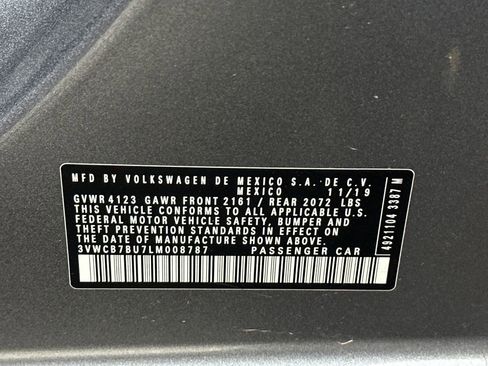 MFD BY VOLKSWAGEN DE MEXICO S.A. DE C.V.
MEXICO 11/19
GVWR 4123 GAWR FRONT 2161 / REAR 2072 LBS
THIS VEHICLE CONFORMS TO ALL APPLICABLE U.S.
FEDERAL MOTOR VEHICLE SAFETY, BUMPER AND
THEFT PREVENTION STANDARDS IN EFFECT ON THE
DATE OF MANUFACTURE SHOWN ABOVE.
3VWCB7BU7LM008787 PASSENGER CAR
4921104 3387 M